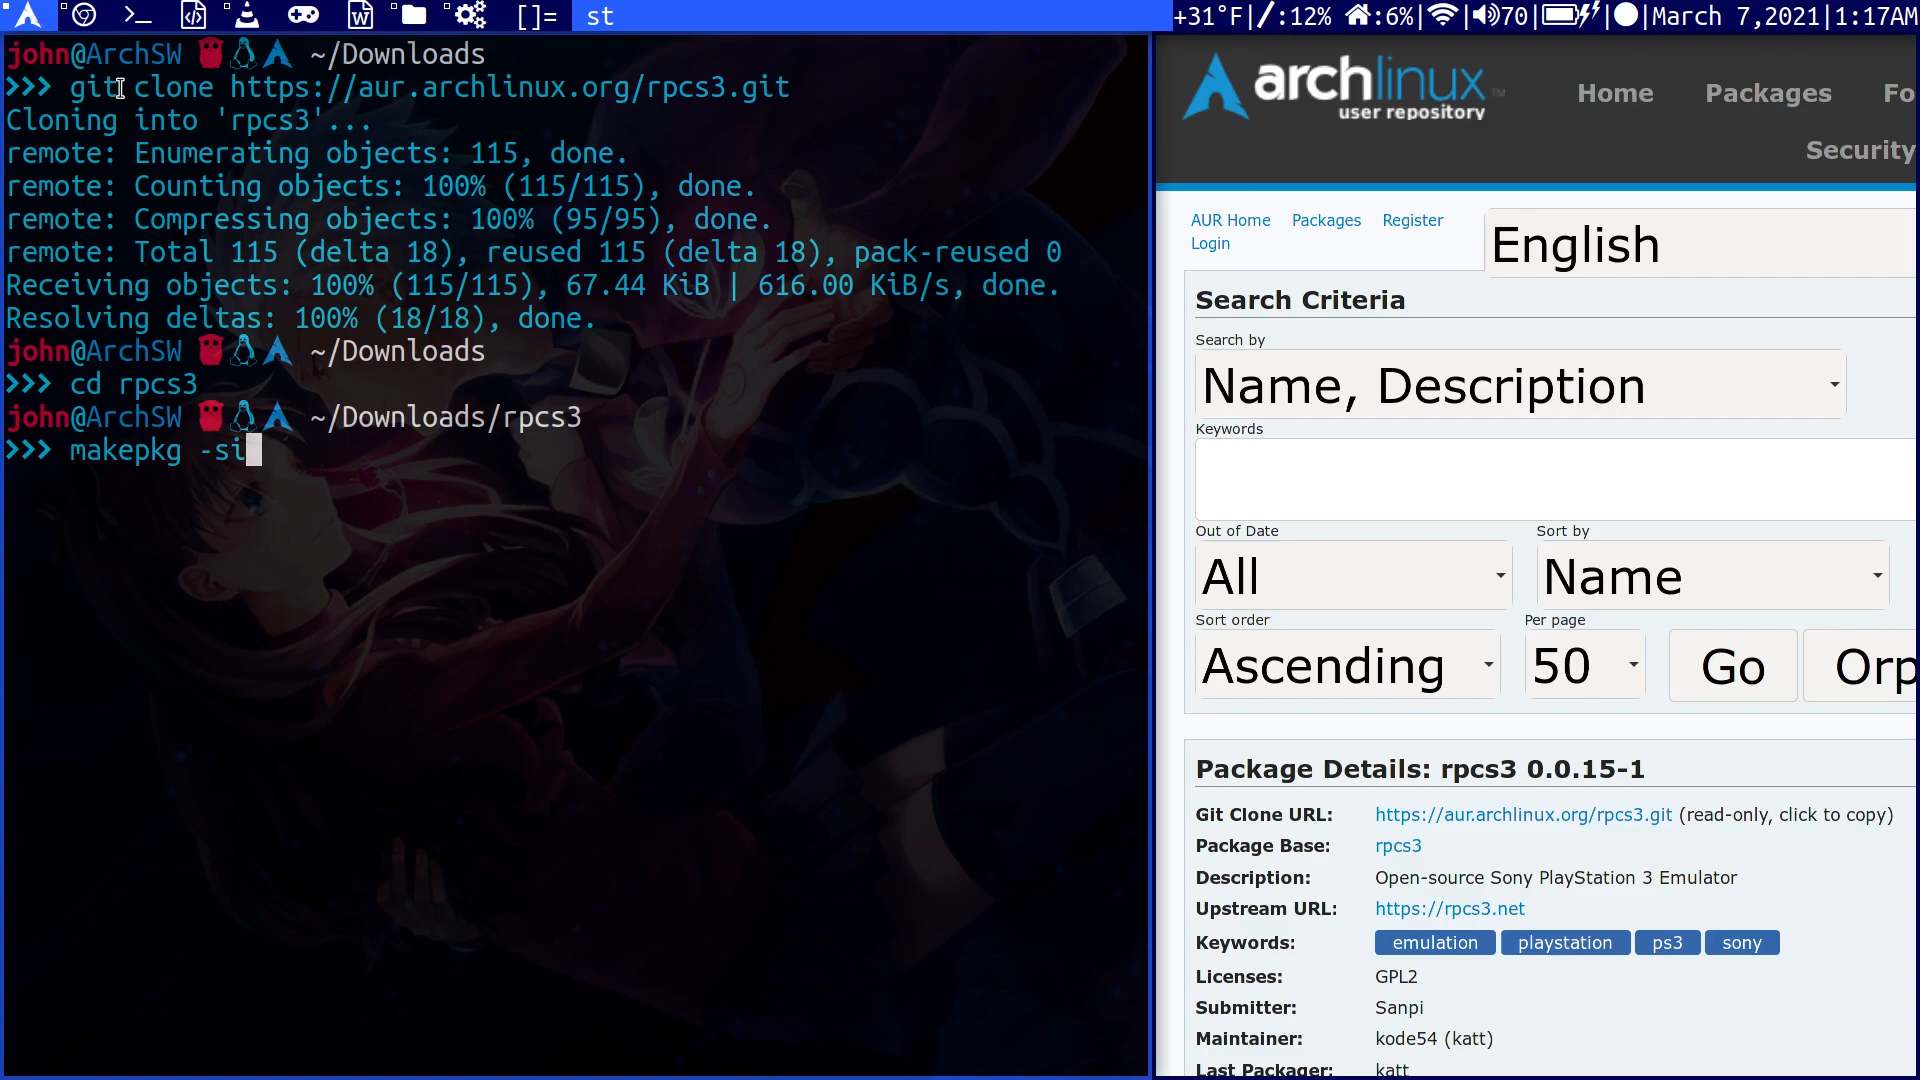 []= st +31°F|/:12% :6%| | 70| | |March 7,2021|1:17AM
john@ArchSW ~/Downloads
>>> git clone https://aur.archlinux.org/rpcs3.git
Cloning into 'rpcs3'...
remote: Enumerating objects: 115, done.
remote: Counting objects: 100% (115/115), done.
remote: Compressing objects: 100% (95/95), done.
remote: Total 115 (delta 18), reused 115 (delta 18), pack-reused 0
Receiving objects: 100% (115/115), 67.44 KiB | 616.00 KiB/s, done.
Resolving deltas: 100% (18/18), done.
john@ArchSW ~/Downloads
>>> cd rpcs3
john@ArchSW ~/Downloads/rpcs3
>>> makepkg -si
archlinux™
user repository
Home Packages Fo
Security
AUR Home Packages Register
Login
English
Search Criteria
Search by
Name, Description
Keywords
Out of Date Sort by
All Name
Sort order Per page
Ascending 50 Go Orp
Package Details: rpcs3 0.0.15-1
Git Clone URL: https://aur.archlinux.org/rpcs3.git (read-only, click to copy)
Package Base: rpcs3
Description: Open-source Sony PlayStation 3 Emulator
Upstream URL: https://rpcs3.net
Keywords: emulation playstation ps3 sony
Licenses: GPL2
Submitter: Sanpi
Maintainer: kode54 (katt)
Last Packager: katt